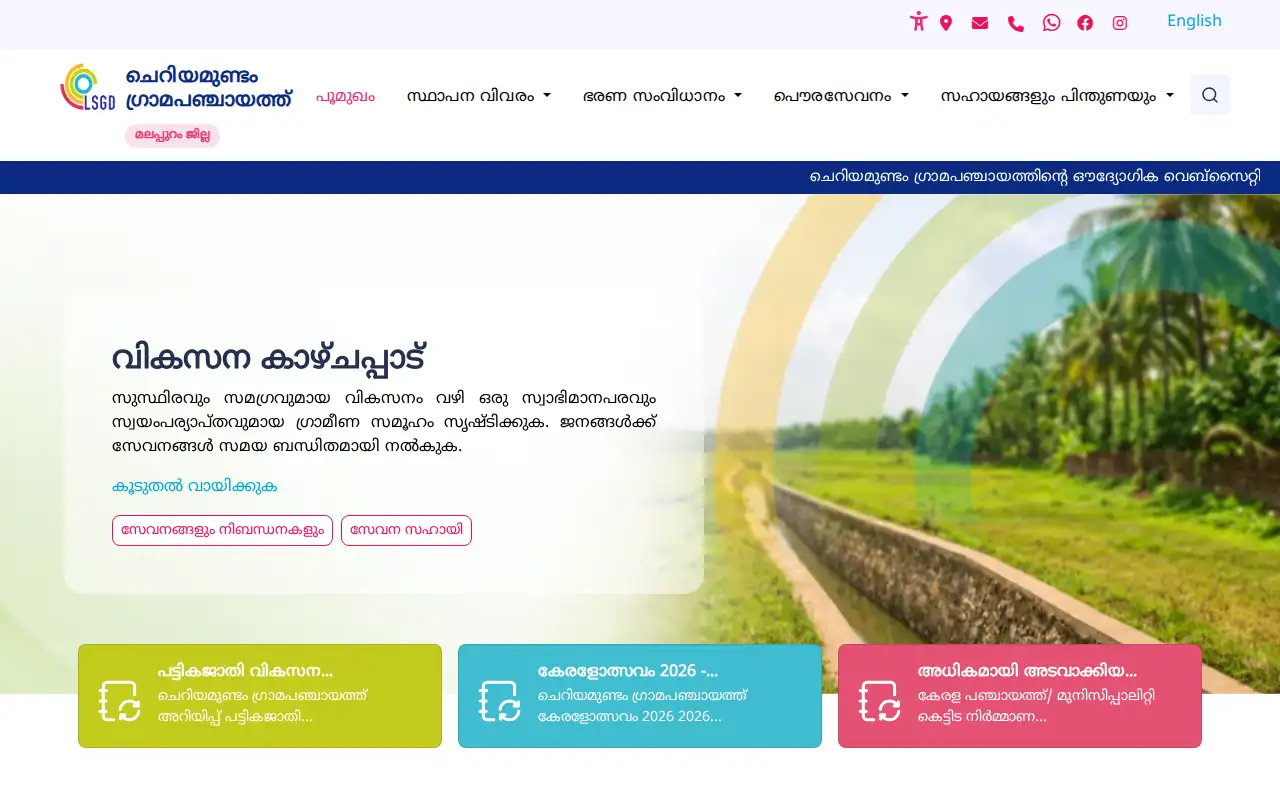 English
LSGD
ചെറിയമുണ്ടം
ഗ്രാമപഞ്ചായത്ത്
മലപ്പുറം ജില്ല
പൂമുഖം
സ്ഥാപന വിവരം
ഭരണ സംവിധാനം
പൌരസേവനം
സഹായങ്ങളും പിന്തുണയും
ചെറിയമുണ്ടം ഗ്രാമപഞ്ചായത്തിന്റെ ഔദ്യോഗിക വെബ്സൈറ്റി
വികസന കാഴ്ചപ്പാട്
സുസ്ഥിരവും സമഗ്രവുമായ വികസനം വഴി ഒരു സ്വാഭിമാനപരവും
സ്വയംപര്യാപ്തവുമായ ഗ്രാമീണ സമൂഹം സൃഷ്ടിക്കുക. ജനങ്ങൾക്ക്
സേവനങ്ങൾ സമയ ബന്ധിതമായി നൽകുക.
കൂടുതൽ വായിക്കുക
സേവനങ്ങളും നിബന്ധനകളും
സേവന സഹായി
പട്ടികജാതി വികസന...
ചെറിയമുണ്ടം ഗ്രാമപഞ്ചായത്ത്
അറിയിപ്പ് പട്ടികജാതി...
കേരളോത്സവം 2026 -...
ചെറിയമുണ്ടം ഗ്രാമപഞ്ചായത്ത്
കേരളോത്സവം 2026 2026...
അധികമായി അടവാക്കിയ...
കേരള പഞ്ചായത്ത്/ മുനിസിപ്പാലിറ്റി
കെട്ടിട നിർമ്മാണ...